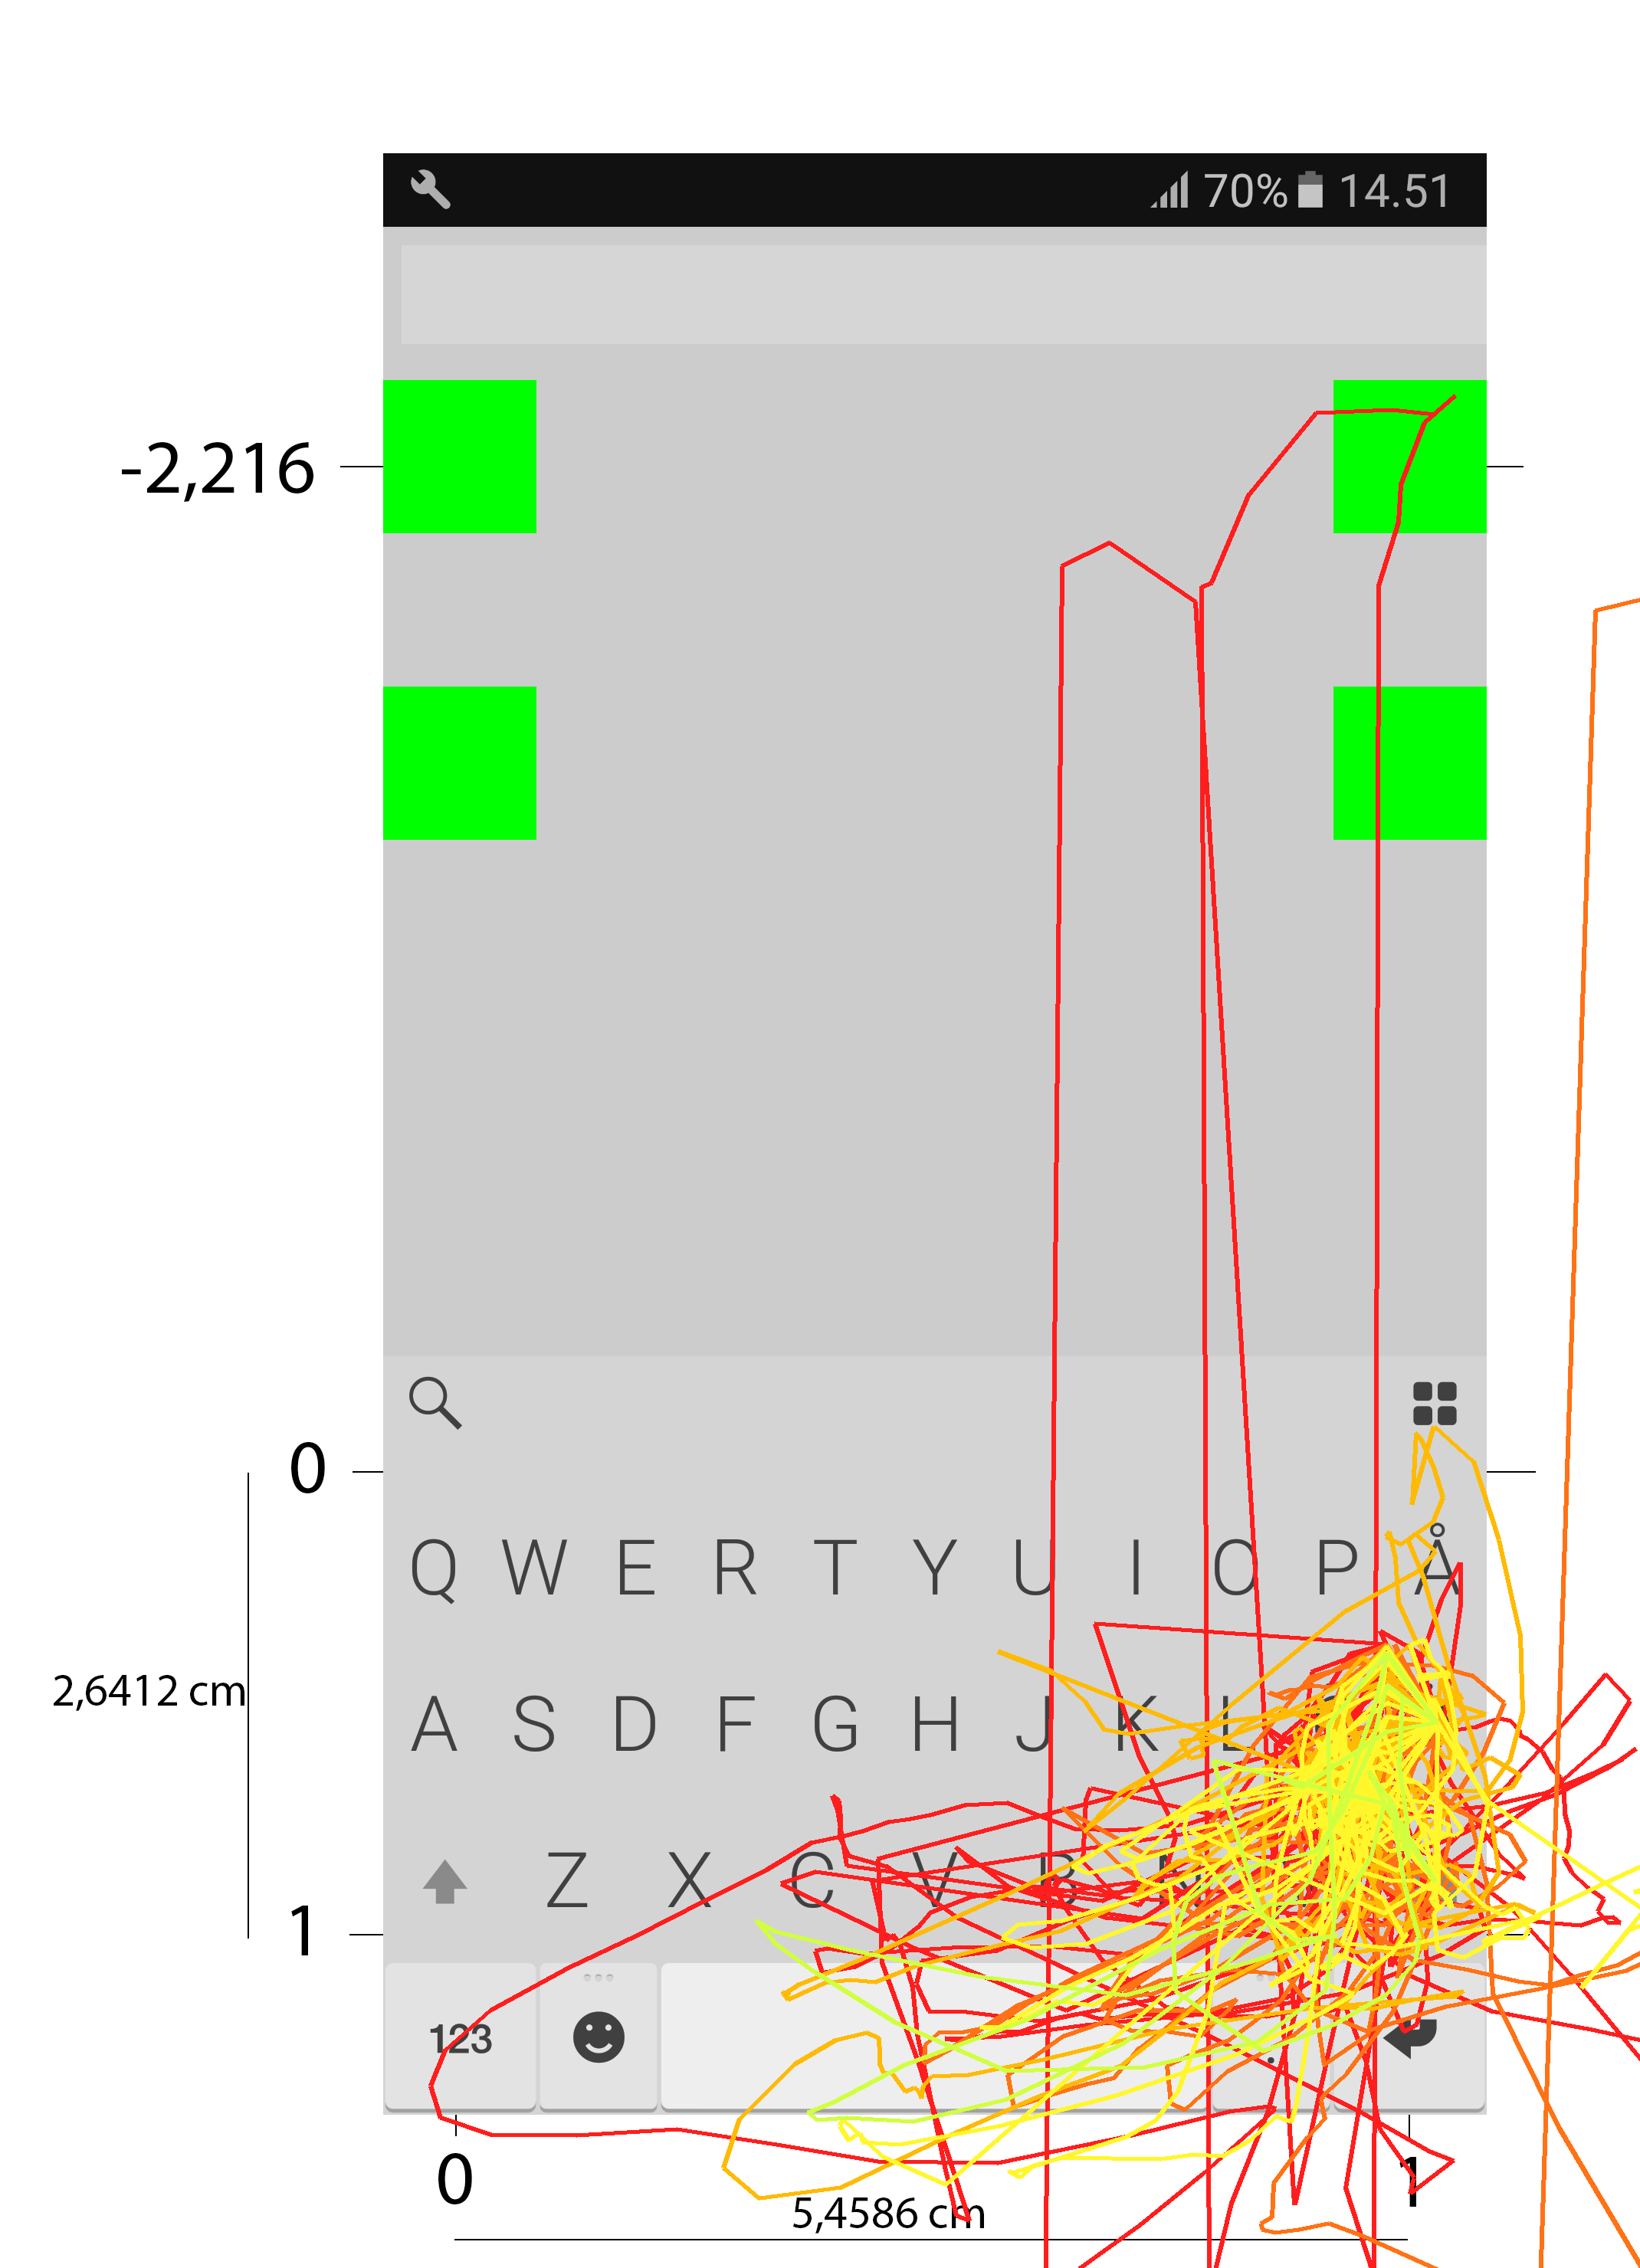 70% 14.51
-2,216
0
Q W E R T Y U I O P Å
2,6412 cm
A S D F G H J K L
Z X C V B N
1
123
.
0 1
5,4586 cm